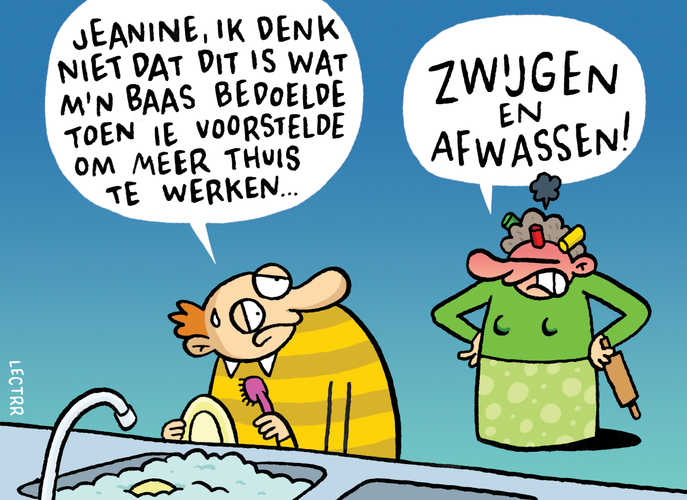 JEANINE, IK DENK
NIET DAT DIT IS WAT
M'N BAAS BEDOELDE
TOEN IE VOORSTELDE
OM MEER THUIS
TE WERKEN...
ZWIJGEN
EN
AFWASSEN!
LECTRR